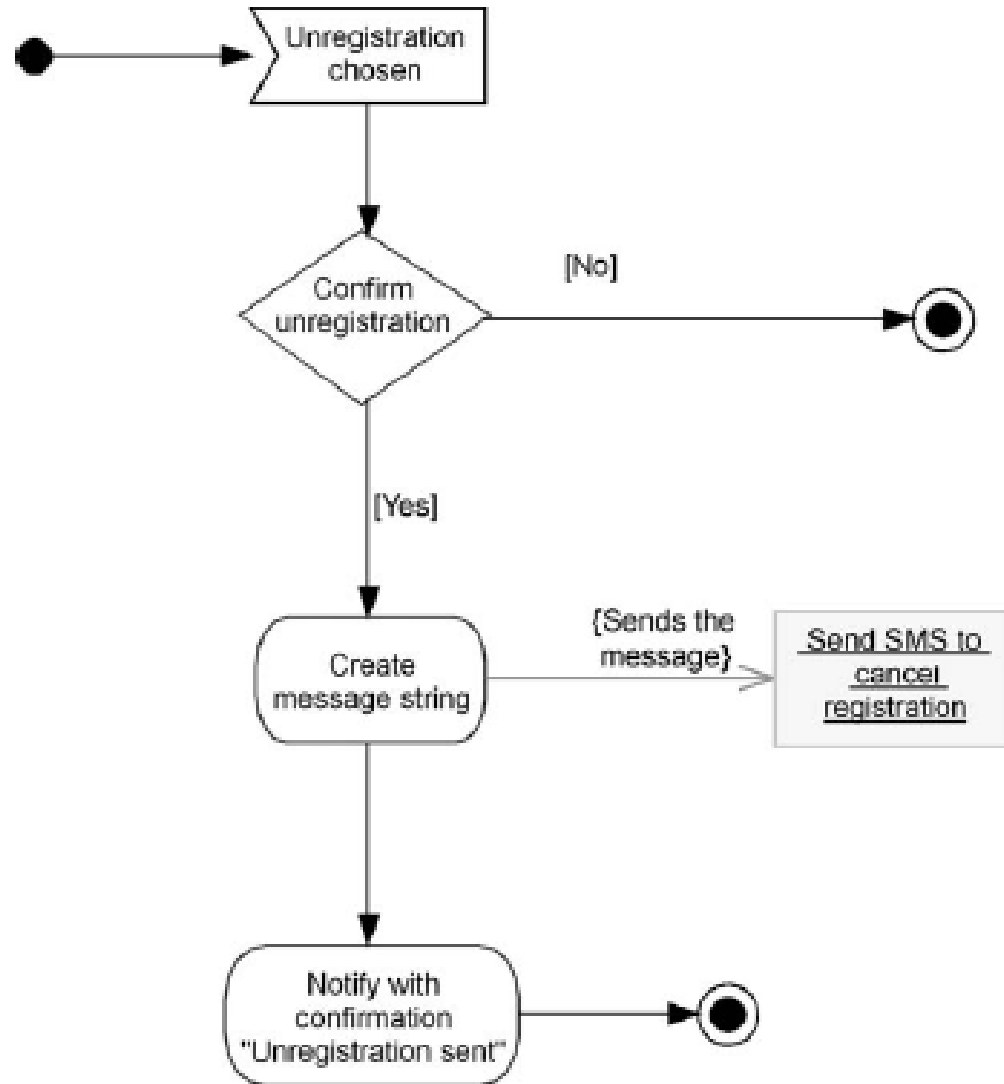 Unregistration
chosen
Confirm
unregistration
[No]
[Yes]
Create
message string
{Sends the
message}
Send SMS to
cancel
registration
Notify with
confirmation
"Unregistration sent"